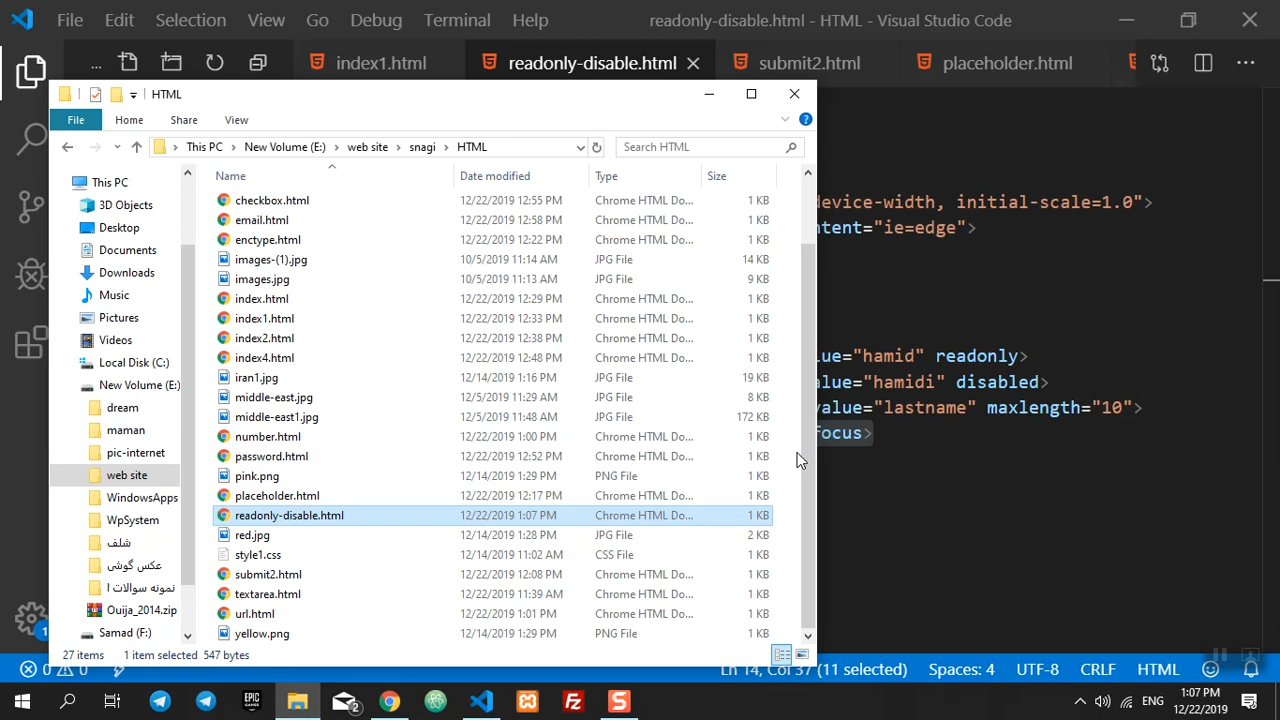 File Edit Selection View Go Debug Terminal Help readonly-disable.html - HTML - Visual Studio Code
... index1.html readonly-disable.html submit2.html placeholder.html
HTML
File Home Share View
This PC New Volume (E:) web site snagi HTML Search HTML
Name Date modified Type Size
This PC
3D Objects
Desktop
Documents
Downloads
Music
Pictures
Videos
Local Disk (C:)
New Volume (E:)
dream
maman
pic-internet
web site
WindowsApps
WpSystem
شلف
عکس گوشی
نمونه سوالات ا
Ouija_2014.zip
Samad (F:)
checkbox.html 12/22/2019 12:55 PM Chrome HTML Do... 1 KB
email.html 12/22/2019 12:58 PM Chrome HTML Do... 1 KB
enctype.html 12/22/2019 12:22 PM Chrome HTML Do... 1 KB
images-(1).jpg 10/5/2019 11:14 AM JPG File 14 KB
images.jpg 10/5/2019 11:13 AM JPG File 9 KB
index.html 12/22/2019 12:29 PM Chrome HTML Do... 1 KB
index1.html 12/22/2019 12:33 PM Chrome HTML Do... 1 KB
index2.html 12/22/2019 12:38 PM Chrome HTML Do... 1 KB
index4.html 12/22/2019 12:48 PM Chrome HTML Do... 1 KB
iran1.jpg 12/14/2019 1:16 PM JPG File 19 KB
middle-east.jpg 12/5/2019 11:29 AM JPG File 8 KB
middle-east1.jpg 12/5/2019 11:48 AM JPG File 172 KB
number.html 12/22/2019 1:00 PM Chrome HTML Do... 1 KB
password.html 12/22/2019 12:52 PM Chrome HTML Do... 1 KB
pink.png 12/14/2019 1:29 PM PNG File 1 KB
placeholder.html 12/22/2019 12:17 PM Chrome HTML Do... 1 KB
readonly-disable.html 12/22/2019 1:07 PM Chrome HTML Do... 1 KB
red.jpg 12/14/2019 1:28 PM JPG File 2 KB
style1.css 12/14/2019 11:02 AM CSS File 1 KB
submit2.html 12/22/2019 12:08 PM Chrome HTML Do... 1 KB
textarea.html 12/22/2019 11:39 AM Chrome HTML Do... 1 KB
url.html 12/22/2019 1:01 PM Chrome HTML Do... 1 KB
yellow.png 12/14/2019 1:29 PM PNG File 1 KB
27 items 1 item selected 547 bytes
device-width, initial-scale=1.0">
ntent="ie=edge">
lue="hamid" readonly>
alue="hamidi" disabled>
value="lastname" maxlength="10">
focus>
0 0 Ln 14, Col 37 (11 selected) Spaces: 4 UTF-8 CRLF HTML
1
EPIC GAMES 2 Fz S ENG 1:07 PM
12/22/2019